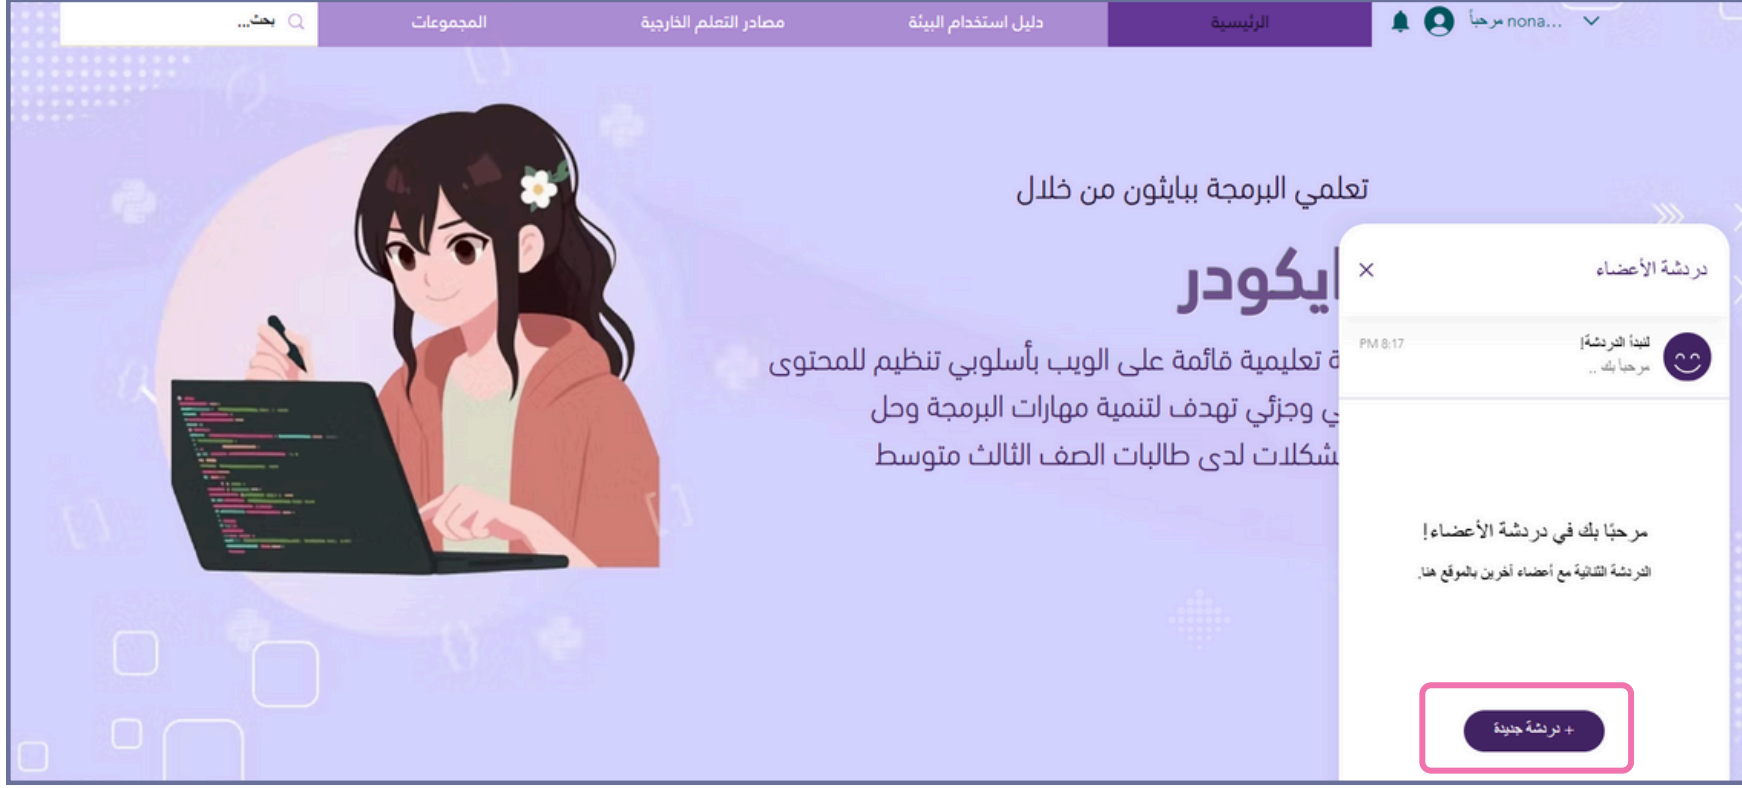 مرحباً nona...
الرئيسية
دليل استخدام البيئة
مصادر التعلم الخارجية
المجموعات
بحث...
تعلمي البرمجة ببايثون من خلال
ايكودر
ة تعليمية قائمة على الويب بأسلوبي تنظيم للمحتوى
ي وجزئي تهدف لتنمية مهارات البرمجة وحل
شكلات لدى طالبات الصف الثالث متوسط
دردشة الأعضاء
لنبدأ الدردشة!
8:17 PM
مرحباً بك ..
مرحبًا بك في دردشة الأعضاء!
الدردشة الثنائية مع أعضاء آخرين بالموقع هنا.
+ دردشة جديدة